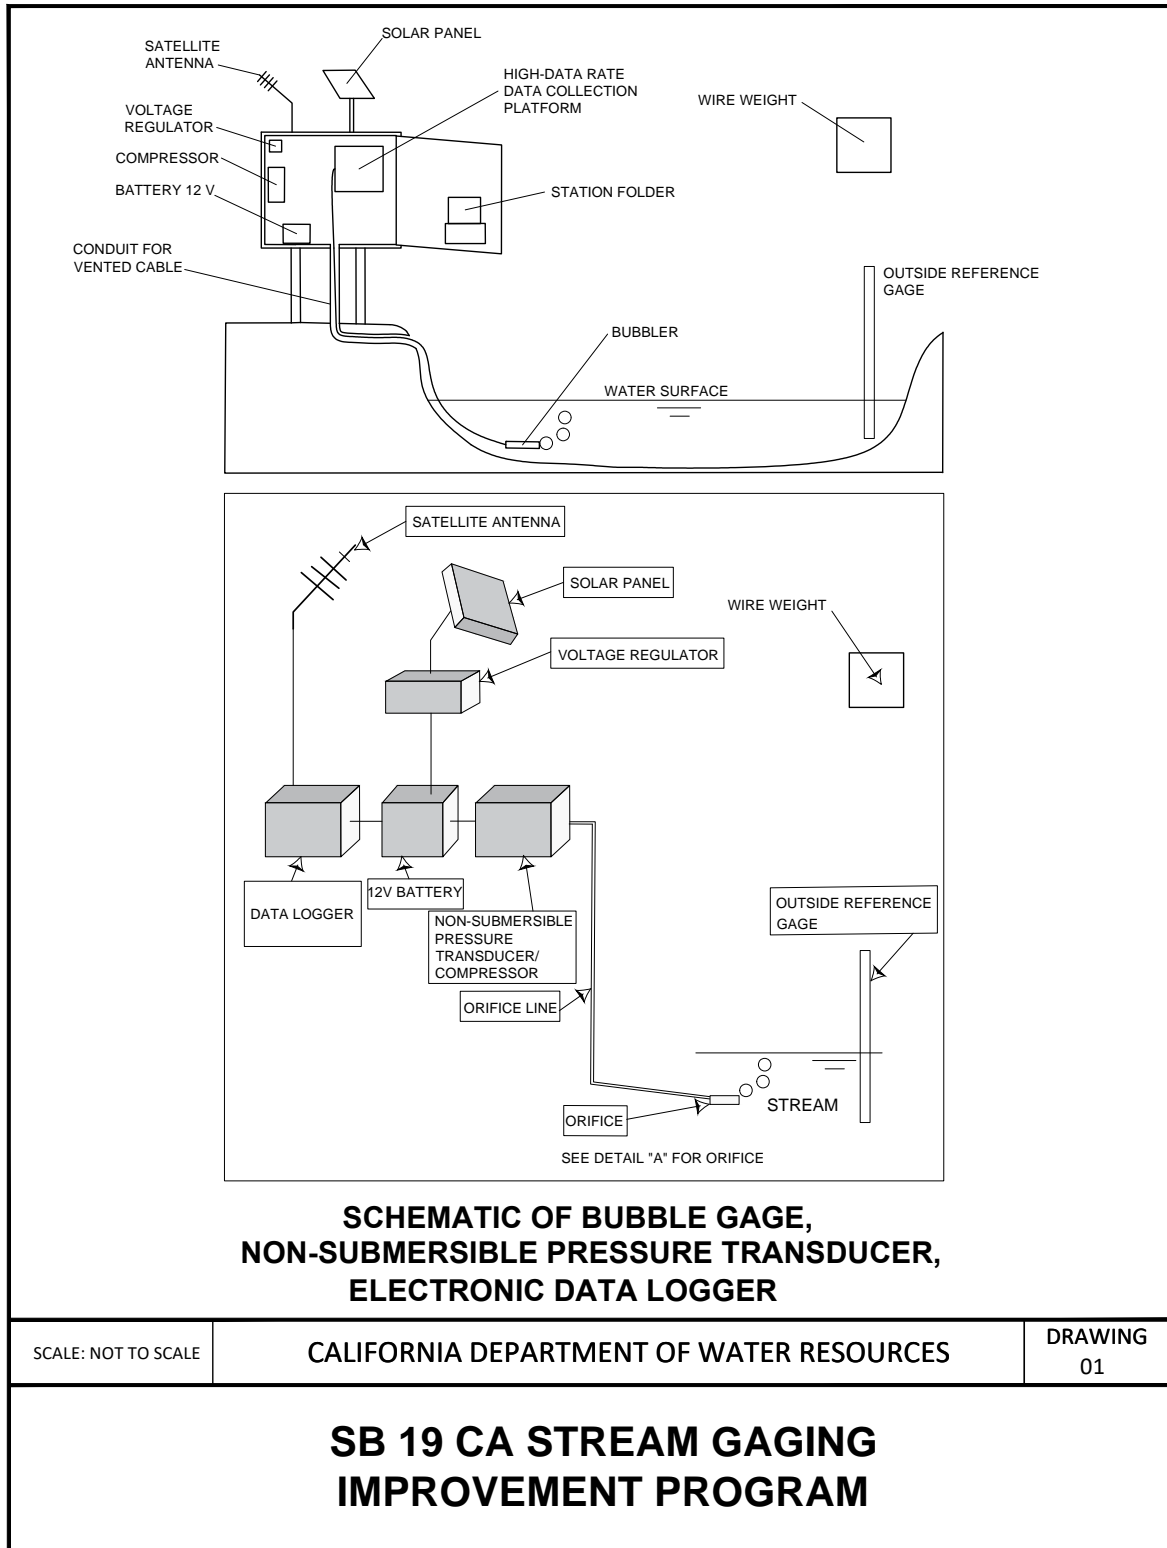 SOLAR PANEL
SATELLITE
ANTENNA
HIGH-DATA RATE
DATA COLLECTION
PLATFORM
WIRE WEIGHT
VOLTAGE
REGULATOR
COMPRESSOR
BATTERY 12 V
STATION FOLDER
CONDUIT FOR
VENTED CABLE
OUTSIDE REFERENCE
GAGE
BUBBLER
WATER SURFACE
SATELLITE ANTENNA
SOLAR PANEL
WIRE WEIGHT
VOLTAGE REGULATOR
12V BATTERY
DATA LOGGER
NON-SUBMERSIBLE
PRESSURE
TRANSDUCER/
COMPRESSOR
OUTSIDE REFERENCE
GAGE
ORIFICE LINE
STREAM
ORIFICE
SEE DETAIL "A" FOR ORIFICE
SCHEMATIC OF BUBBLE GAGE,
NON-SUBMERSIBLE PRESSURE TRANSDUCER,
ELECTRONIC DATA LOGGER
SCALE: NOT TO SCALE
CALIFORNIA DEPARTMENT OF WATER RESOURCES
DRAWING
01
SB 19 CA STREAM GAGING
IMPROVEMENT PROGRAM